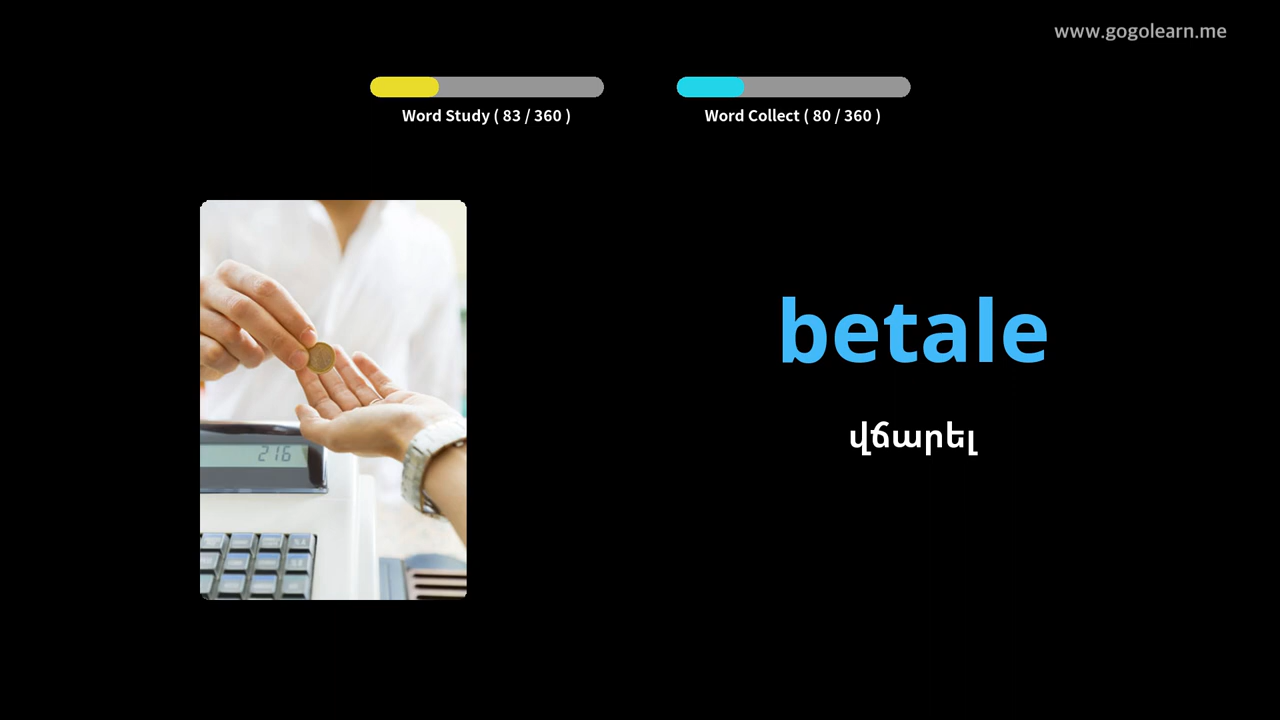 www.gogolearn.me
Word Study ( 83 / 360 )
Word Collect ( 80 / 360 )
betale
վճարել
216